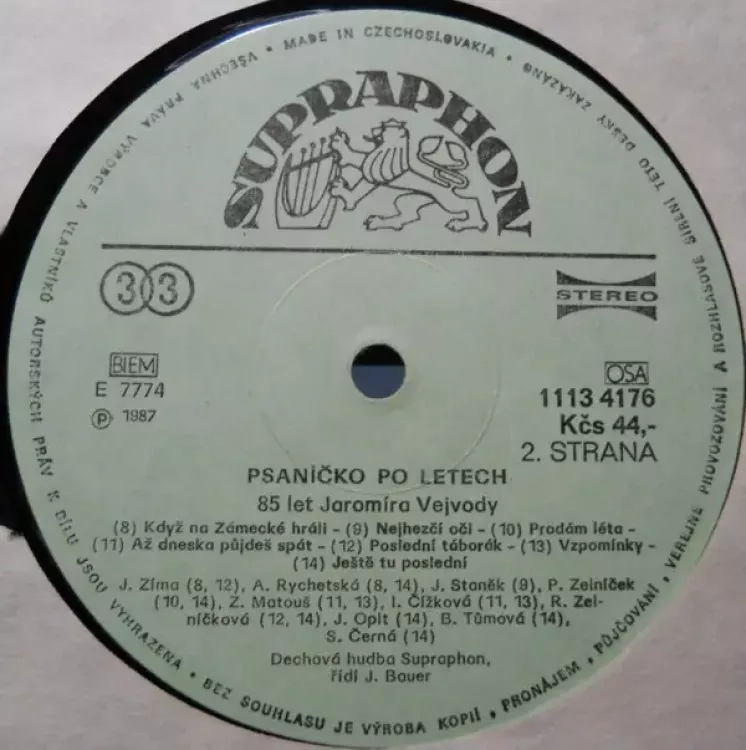 MADE IN CZECHOSLOVAKIA • VŠECHNA PRÁVA VÝROBCE A VLASTNÍKŮ AUTORSKÝCH PRÁV K DÍLU JSOU VYHRAZENA • BEZ SOUHLASU JE VÝROBA KOPIÍ • PRONÁJEM • PŮJČOVÁNÍ • VEŘEJNÉ PROVOZOVÁNÍ A ROZHLASOVÉ ŠÍŘENÍ TÉTO DESKY ZAKÁZÁNO
SUPRAPHON
33
STEREO
BIEM
E 7774
Ⓟ 1987
OSA
1113 4176
Kčs 44,-
2. STRANA
PSANÍČKO PO LETECH
85 let Jaromíra Vejvody
(8) Když na Zámecké hráli – (9) Nejhezčí oči – (10) Prodám léta –
(11) Až dneska půjdeš spát – (12) Poslední táborák – (13) Vzpomínky –
(14) Ještě tu poslední
J. Zíma (8, 12), A. Rychetská (8, 14), J. Staněk (9), P. Zelníček
(10, 14), Z. Matouš (11, 13), I. Čížková (11, 13), R. Zel-
níčková (12, 14), J. Oplt (14), B. Tůmová (14),
S. Černá (14)
Dechová hudba Supraphon,
řídí J. Bauer